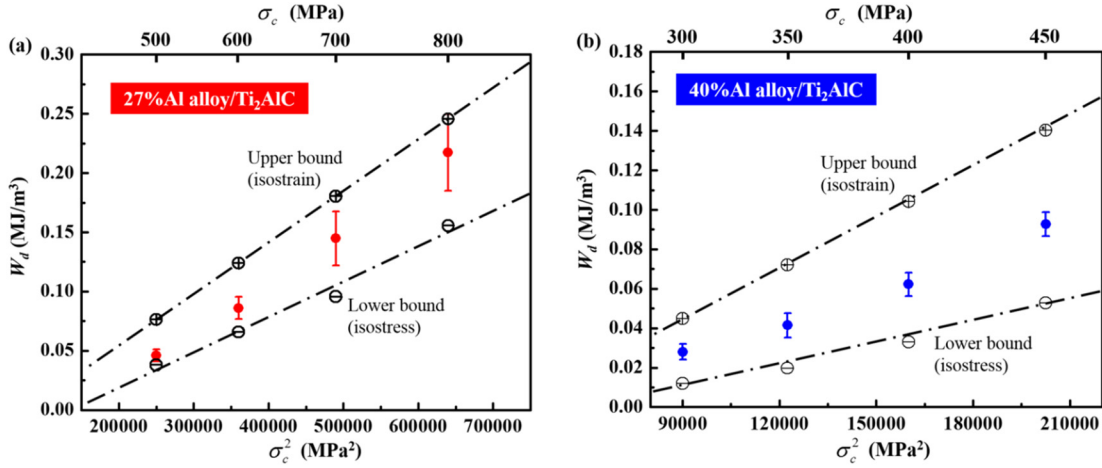 (a)
σc (MPa)
500 600 700 800
0.30
0.25
0.20
0.15
0.10
0.05
0.00
Wd (MJ/m³)
27%Al alloy/Ti₂AlC
Upper bound
(isostrain)
Lower bound
(isostress)
200000 300000 400000 500000 600000 700000
σc² (MPa²)
(b)
σc (MPa)
300 350 400 450
0.18
0.16
0.14
0.12
0.10
0.08
0.06
0.04
0.02
0.00
Wd (MJ/m³)
40%Al alloy/Ti₂AlC
Upper bound
(isostrain)
Lower bound
(isostress)
90000 120000 150000 180000 210000
σc² (MPa²)